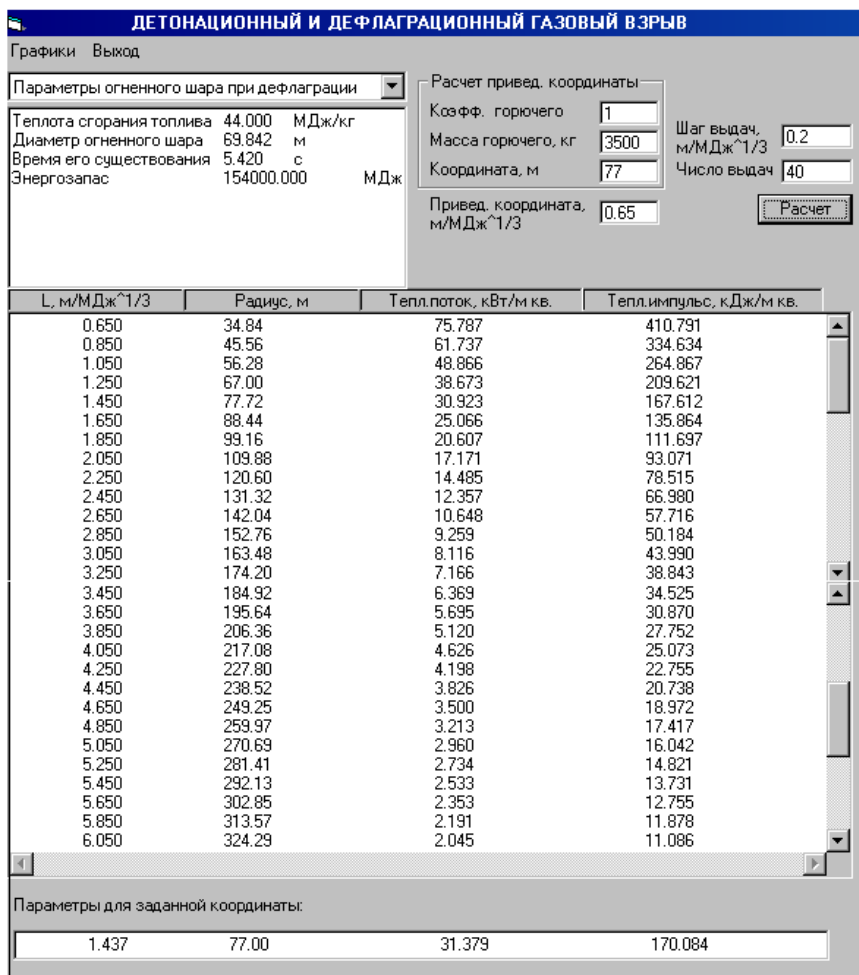 ДЕТОНАЦИОННЫЙ И ДЕФЛАГРАЦИОННЫЙ ГАЗОВЫЙ ВЗРЫВ
Графики Выход
Параметры огненного шара при дефлаграции
Теплота сгорания топлива 44.000 МДж/кг
Диаметр огненного шара 69.842 м
Время его существования 5.420 с
Энергозапас 154000.000 МДж
Расчет привед. координаты
Коэфф. горючего 1
Масса горючего, кг 3500
Координата, м 77
Привед. координата, 0.65
м/МДж^1/3
Шаг выдач, 0.2
м/МДж^1/3
Число выдач 40
Расчет
L, м/МДж^1/3 Радиус, м Тепл.поток, кВт/м кв. Тепл.импульс, кДж/м кв.
0.650 34.84 75.787 410.791
0.850 45.56 61.737 334.634
1.050 56.28 48.866 264.867
1.250 67.00 38.673 209.621
1.450 77.72 30.923 167.612
1.650 88.44 25.066 135.864
1.850 99.16 20.607 111.697
2.050 109.88 17.171 93.071
2.250 120.60 14.485 78.515
2.450 131.32 12.357 66.980
2.650 142.04 10.648 57.716
2.850 152.76 9.259 50.184
3.050 163.48 8.116 43.990
3.250 174.20 7.166 38.843
3.450 184.92 6.369 34.525
3.650 195.64 5.695 30.870
3.850 206.36 5.120 27.752
4.050 217.08 4.626 25.073
4.250 227.80 4.198 22.755
4.450 238.52 3.826 20.738
4.650 249.25 3.500 18.972
4.850 259.97 3.213 17.417
5.050 270.69 2.960 16.042
5.250 281.41 2.734 14.821
5.450 292.13 2.533 13.731
5.650 302.85 2.353 12.755
5.850 313.57 2.191 11.878
6.050 324.29 2.045 11.086
Параметры для заданной координаты:
1.437 77.00 31.379 170.084